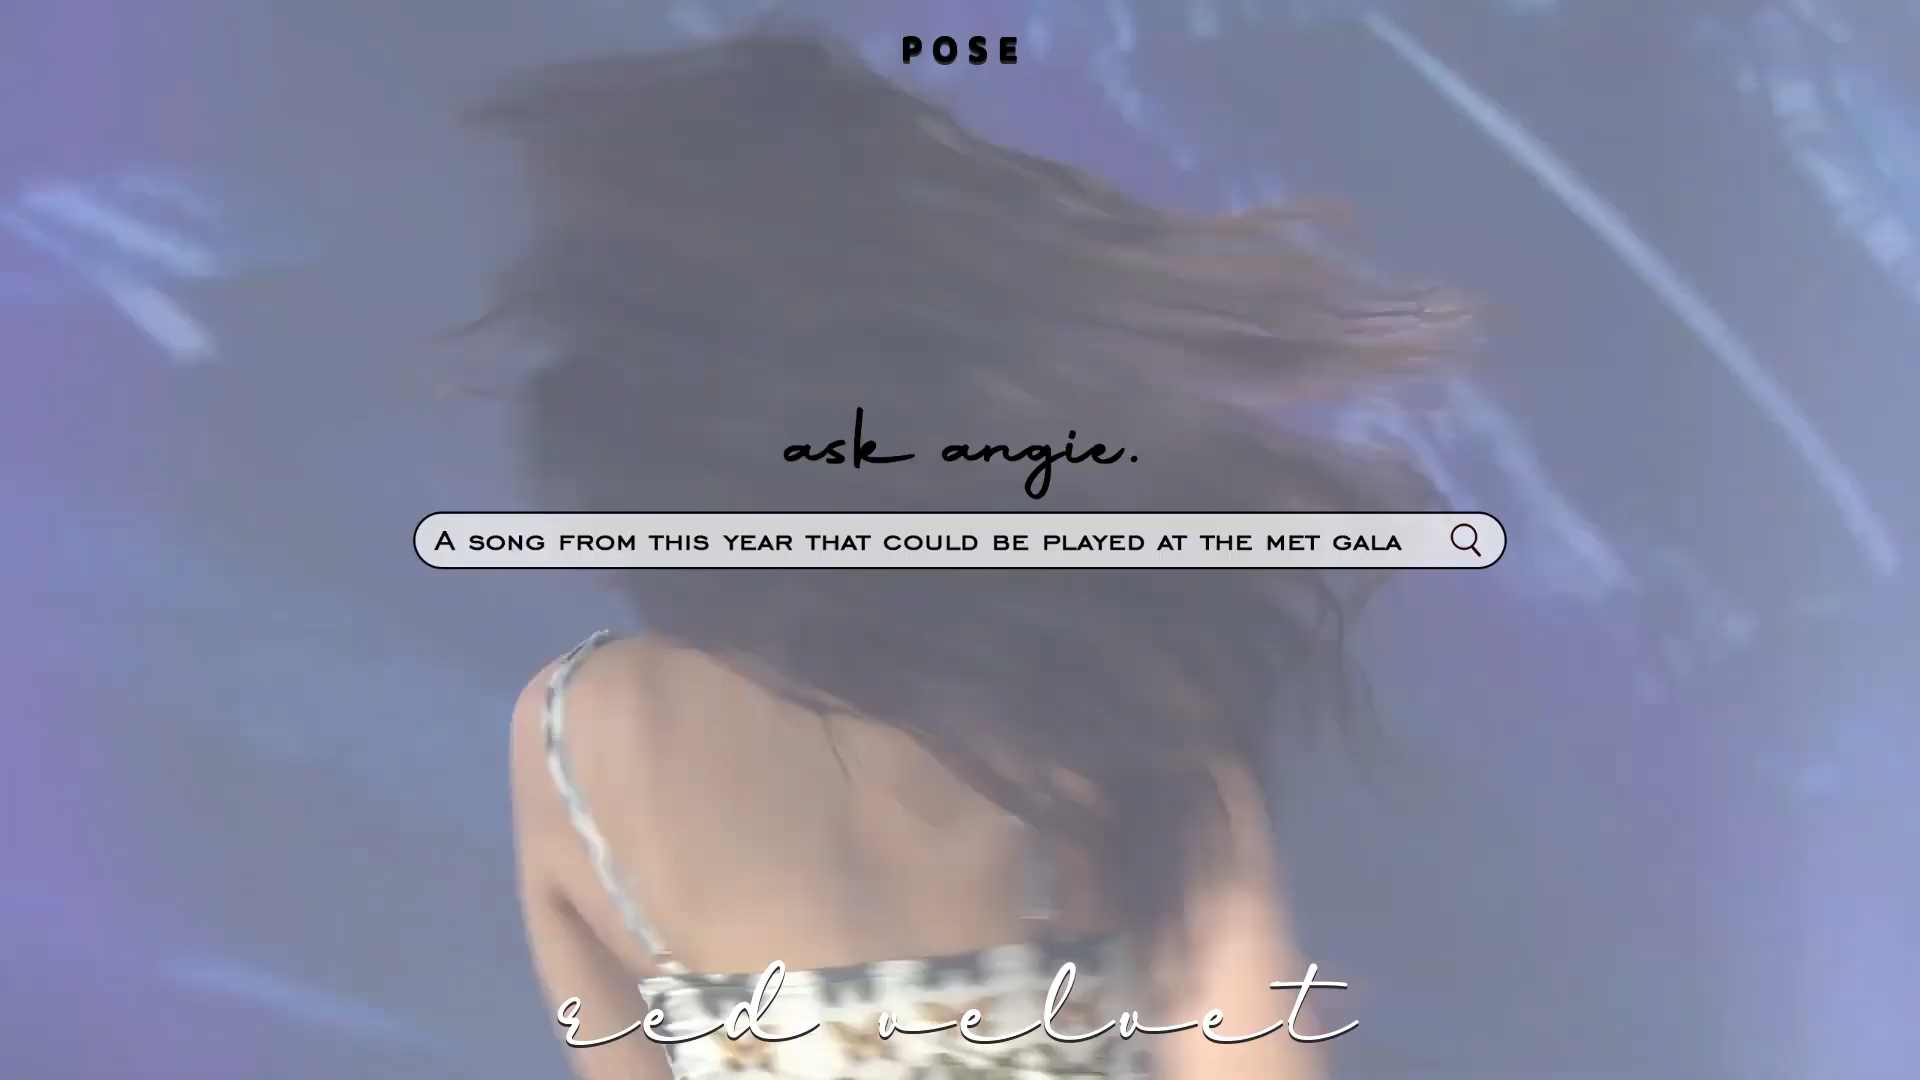 POSE
ask angie.
A SONG FROM THIS YEAR THAT COULD BE PLAYED AT THE MET GALA
red velvet